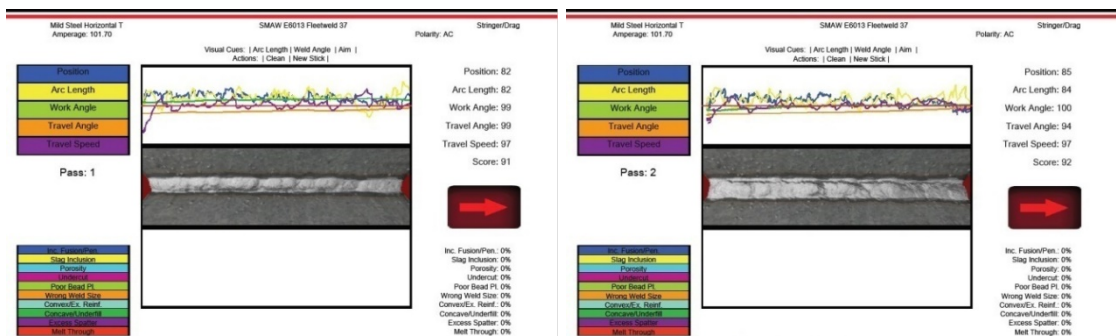 Mild Steel Horizontal T
SMAW E6013 Fleetweld 37
Stringer/Drag
Amperage: 101.70
Polarity: AC
Visual Cues: | Arc Length | Weld Angle | Aim |
Actions: | Clean | New Stick |
Position
Arc Length
Work Angle
Travel Angle
Travel Speed
Pass: 1
Position: 82
Arc Length: 82
Work Angle: 99
Travel Angle: 99
Travel Speed: 97
Score: 91
Inc. Fusion/Pen.
Slag Inclusion
Porosity
Undercut
Poor Bead Pl.
Wrong Weld Size
Convex/Ex. Reinf.
Concave/Underfill
Excess Spatter
Melt Through
Inc. Fusion/Pen.: 0%
Slag Inclusion: 0%
Porosity: 0%
Undercut: 0%
Poor Bead Pl. 0%
Wrong Weld Size: 0%
Convex/Ex. Reinf.: 0%
Concave/Underfill: 0%
Excess Spatter: 0%
Melt Through: 0%
Mild Steel Horizontal T
SMAW E6013 Fleetweld 37
Stringer/Drag
Amperage: 101.70
Polarity: AC
Visual Cues: | Arc Length | Weld Angle | Aim |
Actions: | Clean | New Stick |
Position
Arc Length
Work Angle
Travel Angle
Travel Speed
Pass: 2
Position: 85
Arc Length: 84
Work Angle: 100
Travel Angle: 94
Travel Speed: 97
Score: 92
Inc. Fusion/Pen.
Slag Inclusion
Porosity
Undercut
Poor Bead Pl.
Wrong Weld Size
Convex/Ex. Reinf.
Concave/Underfill
Excess Spatter
Melt Through
Inc. Fusion/Pen.: 0%
Slag Inclusion: 0%
Porosity: 0%
Undercut: 0%
Poor Bead Pl. 0%
Wrong Weld Size: 0%
Convex/Ex. Reinf.: 0%
Concave/Underfill: 0%
Excess Spatter: 0%
Melt Through: 0%